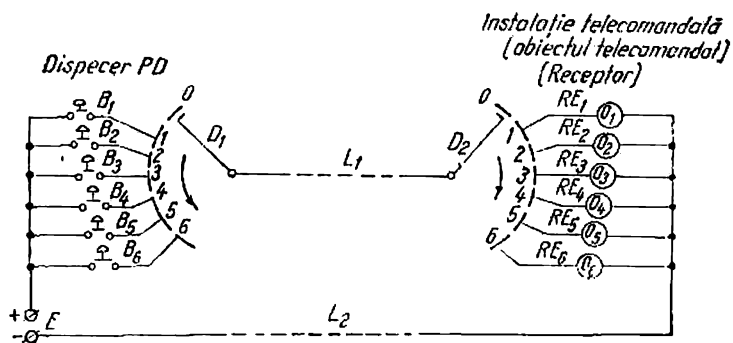 Instalație telecomandată
(obiectul telecomandat)
(Receptor)
Dispecer PD
0
B1
B2
B3
B4
B5
B6
1
2
3
4
5
6
D1
L1
D2
0
1
2
3
4
5
6
RE1
RE2
RE3
RE4
RE5
RE6
O1
O2
O3
O4
O5
O6
+
-
E
L2